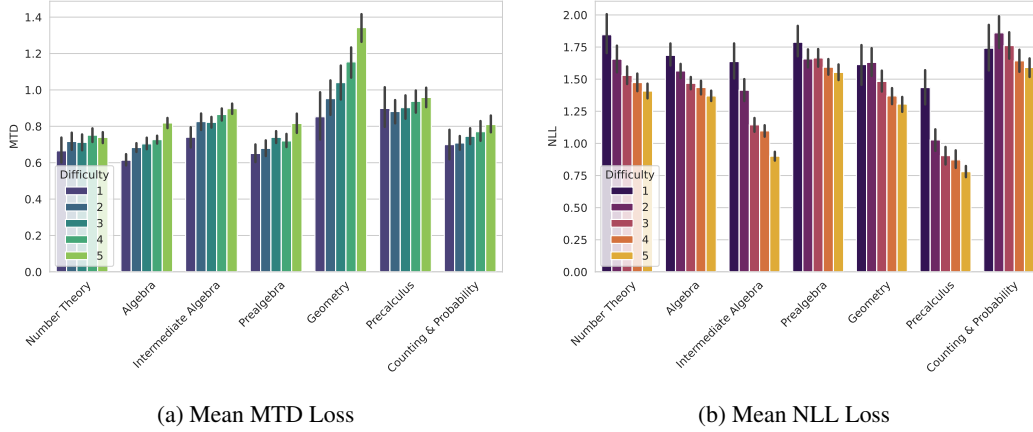 1.4
1.2
1.0
0.8
0.6
0.4
0.2
0.0
MTD
Difficulty
1
2
3
4
5
Number Theory
Algebra
Intermediate Algebra
Prealgebra
Geometry
Precalculus
Counting & Probability
(a) Mean MTD Loss
2.00
1.75
1.50
1.25
1.00
0.75
0.50
0.25
0.00
NLL
Difficulty
1
2
3
4
5
Number Theory
Algebra
Intermediate Algebra
Prealgebra
Geometry
Precalculus
Counting & Probability
(b) Mean NLL Loss